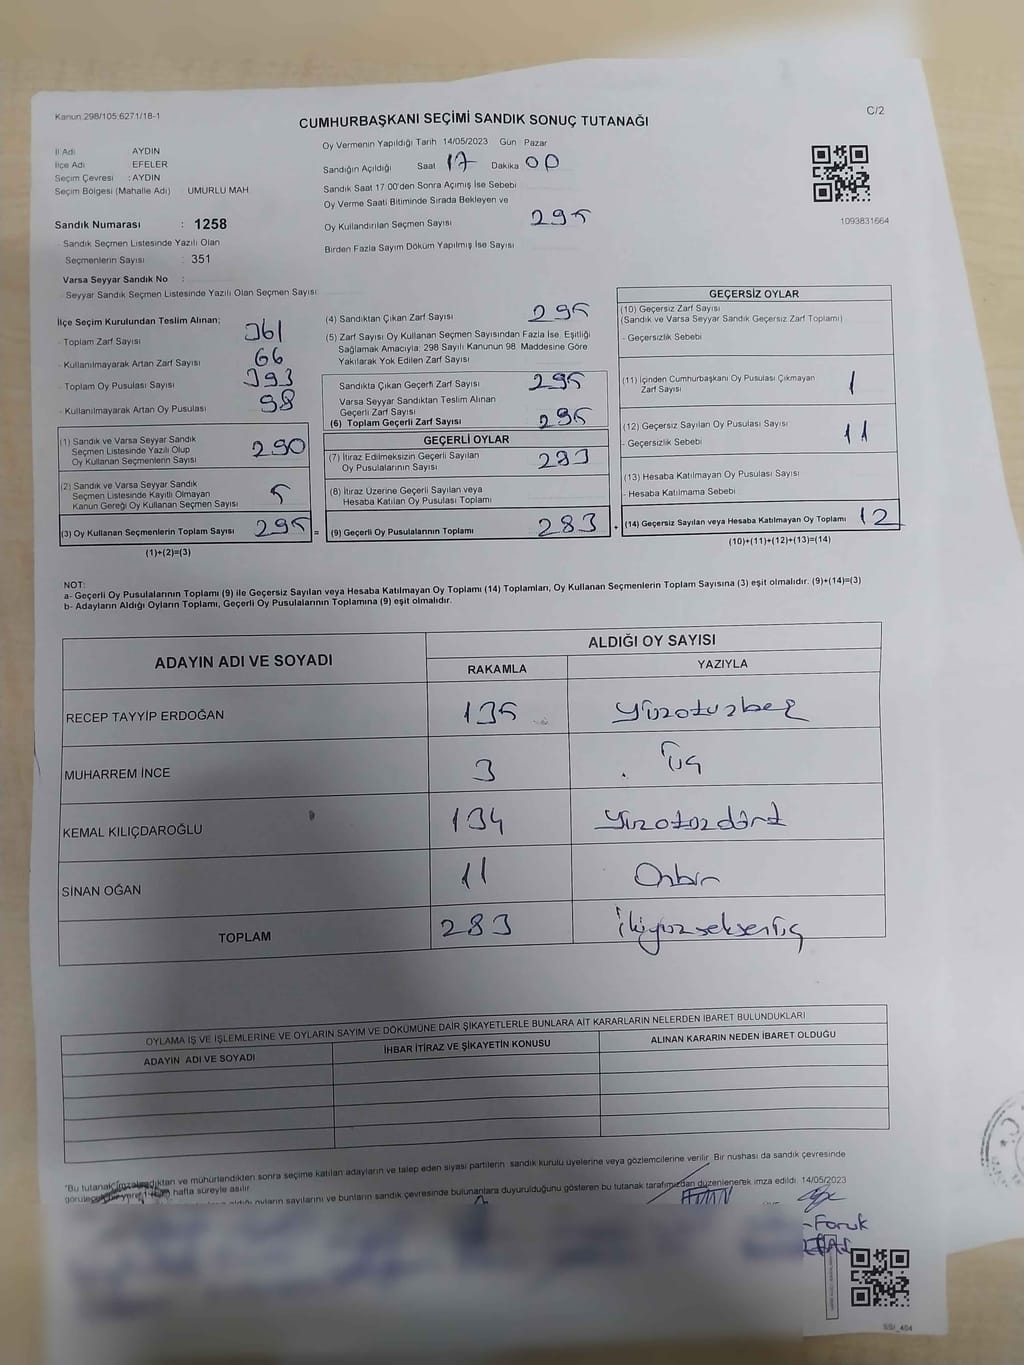 Kanun.298/105.6271/18-1
C/2
CUMHURBAŞKANI SEÇİMİ SANDIK SONUÇ TUTANAĞI
İl Adı AYDIN
İlçe Adı EFELER
Seçim Çevresi : AYDIN
Seçim Bölgesi (Mahalle Adı) UMURLU MAH.
Sandık Numarası : 1258
- Sandık Seçmen Listesinde Yazılı Olan
Seçmenlerin Sayısı : 351
Varsa Seyyar Sandık No :
- Seyyar Sandık Seçmen Listesinde Yazılı Olan Seçmen Sayısı:
Oy Vermenin Yapıldığı Tarih 14/05/2023 Gün Pazar
Sandığın Açıldığı Saat 17 Dakika 00
Sandık Saat 17:00'den Sonra Açımış İse Sebebi
Oy Verme Saati Bitiminde Sırada Bekleyen ve
Oy Kullandırılan Seçmen Sayısı 295
Birden Fazla Sayım Döküm Yapılmış İse Sayısı
1093831664
İlçe Seçim Kurulundan Teslim Alınan;
- Toplam Zarf Sayısı 361
- Kullanılmayarak Artan Zarf Sayısı 66
- Toplam Oy Pusulası Sayısı 393
- Kullanılmayarak Artan Oy Pusulası 98
(1) Sandık ve Varsa Seyyar Sandık
Seçmen Listesinde Yazılı Olup
Oy Kullanan Seçmenlerin Sayısı 290
(2) Sandık ve Varsa Seyyar Sandık
Seçmen Listesinde Kayıtlı Olmayan
Kanun Gereği Oy Kullanan Seçmen Sayısı 5
(3) Oy Kullanan Seçmenlerin Toplam Sayısı 295 =
(1)+(2)=(3)
(4) Sandıktan Çıkan Zarf Sayısı 295
(5) Zarf Sayısı Oy Kullanan Seçmen Sayısından Fazla İse, Eşitliği
Sağlamak Amacıyla, 298 Sayılı Kanunun 98. Maddesine Göre
Yakılarak Yok Edilen Zarf Sayısı
Sandıkta Çıkan Geçerli Zarf Sayısı 295
Varsa Seyyar Sandıktan Teslim Alınan
Geçerli Zarf Sayısı
(6) Toplam Geçerli Zarf Sayısı 295
GEÇERLİ OYLAR
(7) İtiraz Edilmeksizin Geçerli Sayılan
Oy Pusulalarının Sayısı 283
(8) İtiraz Üzerine Geçerli Sayılan veya
Hesaba Katılan Oy Pusulası Toplamı
(9) Geçerli Oy Pusulalarının Toplamı 283 +
GEÇERSİZ OYLAR
(10) Geçersiz Zarf Sayısı
(Sandık ve Varsa Seyyar Sandık Geçersiz Zarf Toplamı)
- Geçersizlik Sebebi
(11) İçinden Cumhurbaşkanı Oy Pusulası Çıkmayan
Zarf Sayısı 1
(12) Geçersiz Sayılan Oy Pusulası Sayısı
- Geçersizlik Sebebi 11
(13) Hesaba Katılmayan Oy Pusulası Sayısı
- Hesaba Katılmama Sebebi
(14) Geçersiz Sayılan veya Hesaba Katılmayan Oy Toplamı 12
(10)+(11)+(12)+(13)=(14)
NOT:
a- Geçerli Oy Pusulalarının Toplamı (9) ile Geçersiz Sayılan veya Hesaba Katılmayan Oy Toplamı (14) Toplamları, Oy Kullanan Seçmenlerin Toplam Sayısına (3) eşit olmalıdır. (9)+(14)=(3)
b- Adayların Aldığı Oyların Toplamı, Geçerli Oy Pusulalarının Toplamına (9) eşit olmalıdır.
ADAYIN ADI VE SOYADI
ALDIĞI OY SAYISI
RAKAMLA YAZIYLA
RECEP TAYYİP ERDOĞAN 135 Yüzotuzbeş
MUHARREM İNCE 3 Üç
KEMAL KILIÇDAROĞLU 134 Yüzotuzdört
SİNAN OĞAN 11 Onbir
TOPLAM 283 İkiyüzseksenüç
OYLAMA İŞ VE İŞLEMLERİNE VE OYLARIN SAYIM VE DÖKÜMÜNE DAİR ŞİKAYETLERLE BUNLARA AİT KARARLARIN NELERDEN İBARET BULUNDUKLARI
ADAYIN ADI VE SOYADI İHBAR İTİRAZ VE ŞİKAYETİN KONUSU ALINAN KARARIN NEDEN İBARET OLDUĞU
"Bu tutanak imzalandıktan ve mühürlendikten sonra seçime katılan adayların ve talep eden siyasi partilerin sandık kurulu üyelerine veya gözlemcilerine verilir. Bir nushası da sandık çevresinde
hafta süreyle asılır.
oyların sayılarını ve bunların sandık çevresinde bulunanlara duyurulduğunu gösteren bu tutanak tarafımızdan düzenlenerek imza edildi. 14/05/2023
Faruk
SSI_404